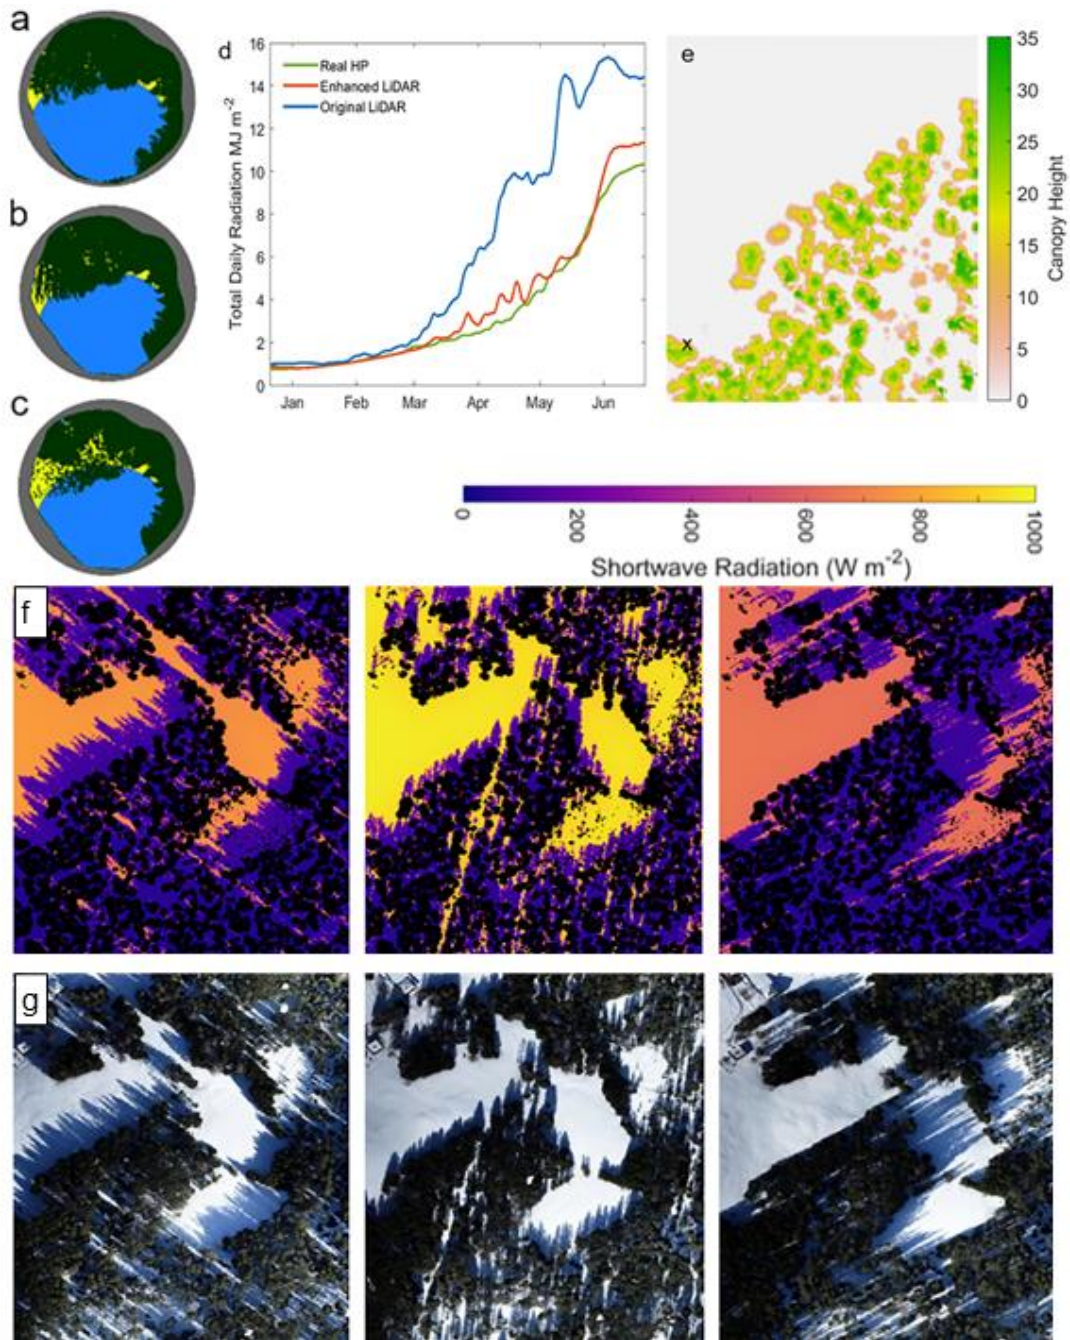 a
b
c
d
16
14
12
10
8
6
4
2
0
Total Daily Radiation MJ m-2
Real HP
Enhanced LiDAR
Original LiDAR
Jan Feb Mar Apr May Jun
e
x
35
30
25
20
15
10
5
0
Canopy Height
0 200 400 600 800 1000
Shortwave Radiation (W m-2)
f
g